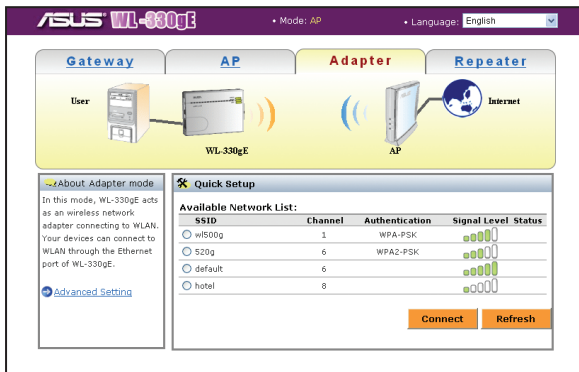 ASUS WL-330gE
• Mode: AP
• Language: English
Gateway
AP
Adapter
Repeater
User
WL-330gE
AP
Internet
About Adapter mode
In this mode, WL-330gE acts
as an wireless network
adapter connecting to WLAN.
Your devices can connect to
WLAN through the Ethernet
port of WL-330gE.
Advanced Setting
Quick Setup
Available Network List:
SSID Channel Authentication Signal Level Status
wl500g 1 WPA-PSK
520g 6 WPA2-PSK
default 6
hotel 8
Connect
Refresh